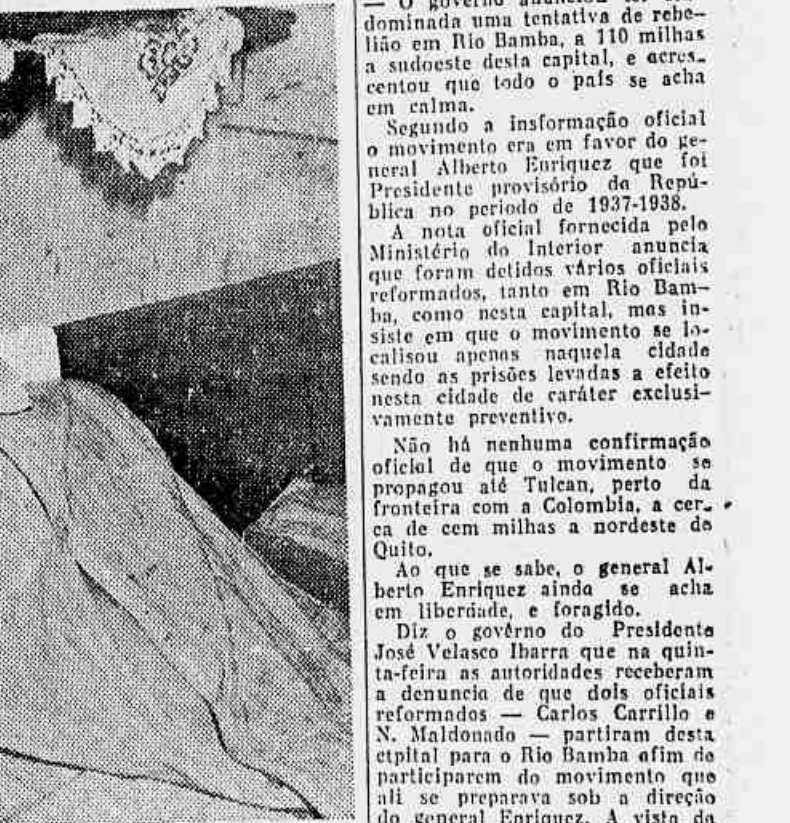 — O governo anunciou
dominada uma tentativa de rebe-
lião em Rio Bamba, a 110 milhas
a sudoeste desta capital, e acres-
centou que todo o país se acha
em calma.
Segundo a insformação oficial
o movimento era em favor do ge-
neral Alberto Enriquez que foi
Presidente provisório da Repú-
blica no periodo de 1937-1938.
A nota oficial fornecida pelo
Ministério do Interior anuncia
que foram detidos vários oficiais
reformados, tanto em Rio Bam-
ba, como nesta capital, mas in-
siste em que o movimento se lo-
calisou apenas naquela cidade
sendo as prisões levadas a efeito
nesta cidade de caráter exclusi-
vamente preventivo.
Não há nenhuma confirmação
oficial de que o movimento se
propagou até Tulcan, perto da
fronteira com a Colombia, a cer-
ca de cem milhas a nordeste de
Quito.
Ao que se sabe, o general Al-
berto Enriquez ainda se acha
em liberdade, e foragido.
Diz o govêrno do Presidente
José Velasco Ibarra que na quin-
ta-feira as autoridades receberam
a denuncia de que dois oficiais
reformados — Carlos Carrillo e
N. Maldonado — partiram desta
ctpital para o Rio Bamba afim de
participarem do movimento que
ali se preparava sob a direção
do general Enriquez. A vista da